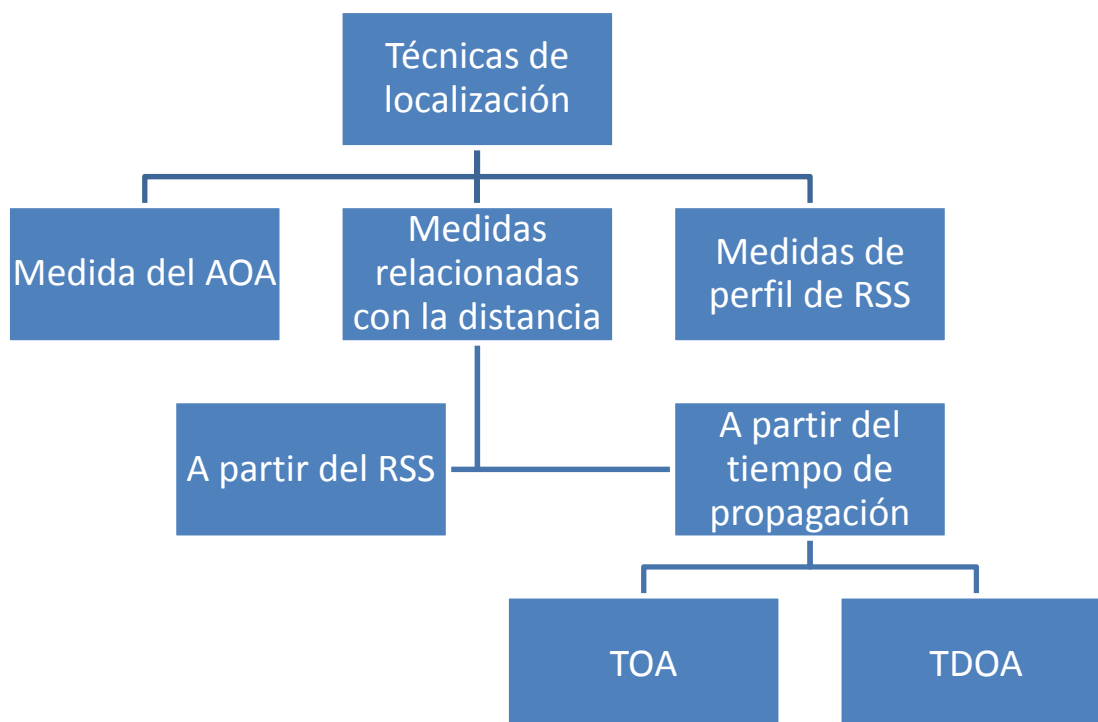 Técnicas de
localización
Medida del AOA
Medidas
relacionadas
con la distancia
Medidas de
perfil de RSS
A partir del RSS
A partir del
tiempo de
propagación
TOA
TDOA